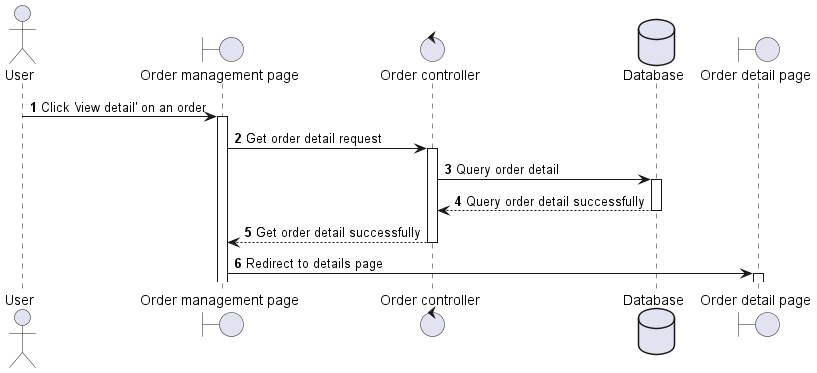 User
Order management page
Order controller
Database
Order detail page
1 Click 'view detail' on an order
2 Get order detail request
3 Query order detail
4 Query order detail successfully
5 Get order detail successfully
6 Redirect to details page
User
Order management page
Order controller
Database
Order detail page